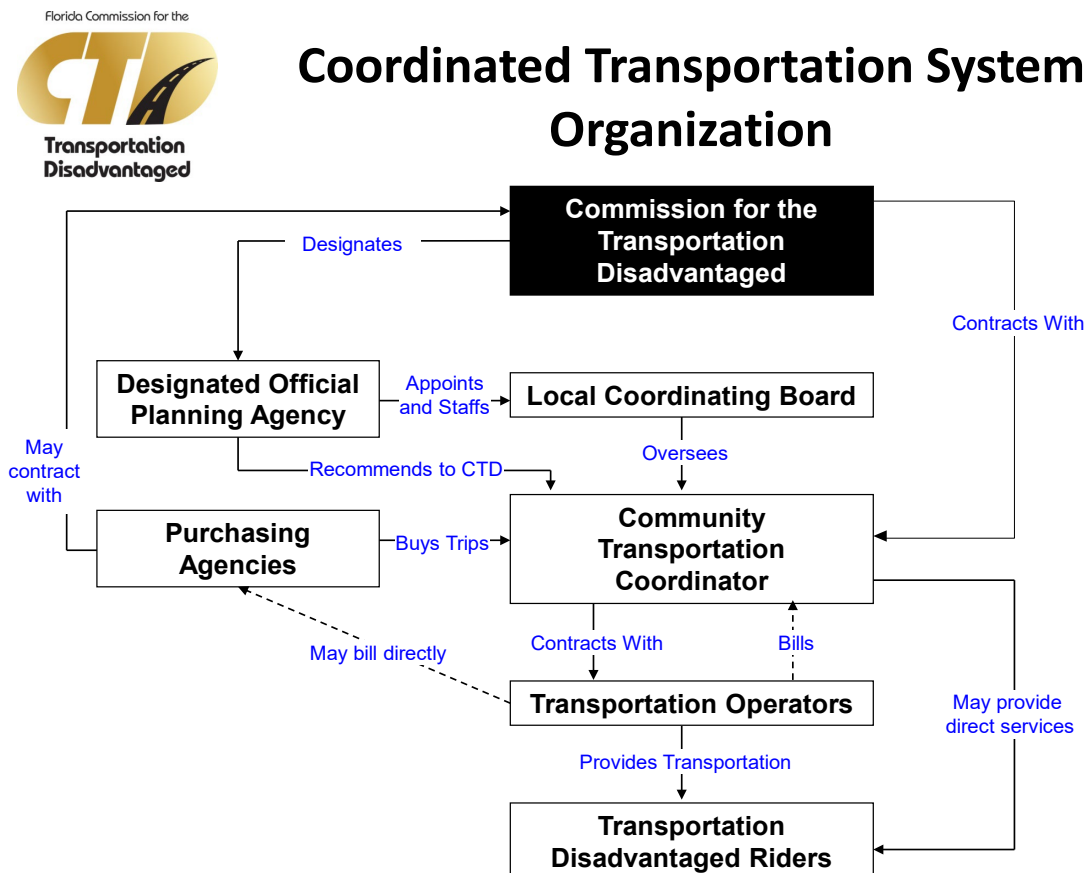 Florida Commission for the
CTD
Transportation
Disadvantaged
Coordinated Transportation System
Organization
Commission for the
Transportation
Disadvantaged
Designates
Contracts With
Designated Official
Planning Agency
Appoints
and Staffs
Local Coordinating Board
May
contract
with
Recommends to CTD
Oversees
Purchasing
Agencies
Buys Trips
Community
Transportation
Coordinator
May bill directly
Contracts With
Bills
Transportation Operators
May provide
direct services
Provides Transportation
Transportation
Disadvantaged Riders